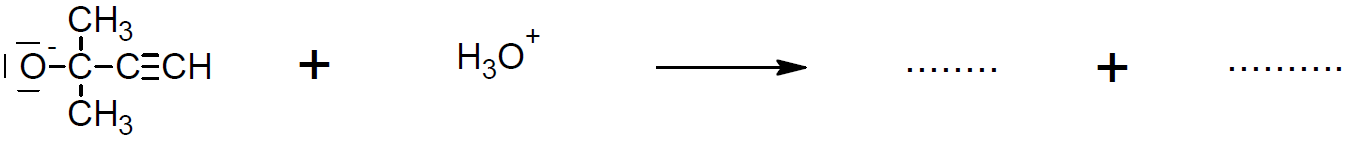 CH₃
|O⁻–C–C≡CH + H₃O⁺ → ........ + ..........
CH₃